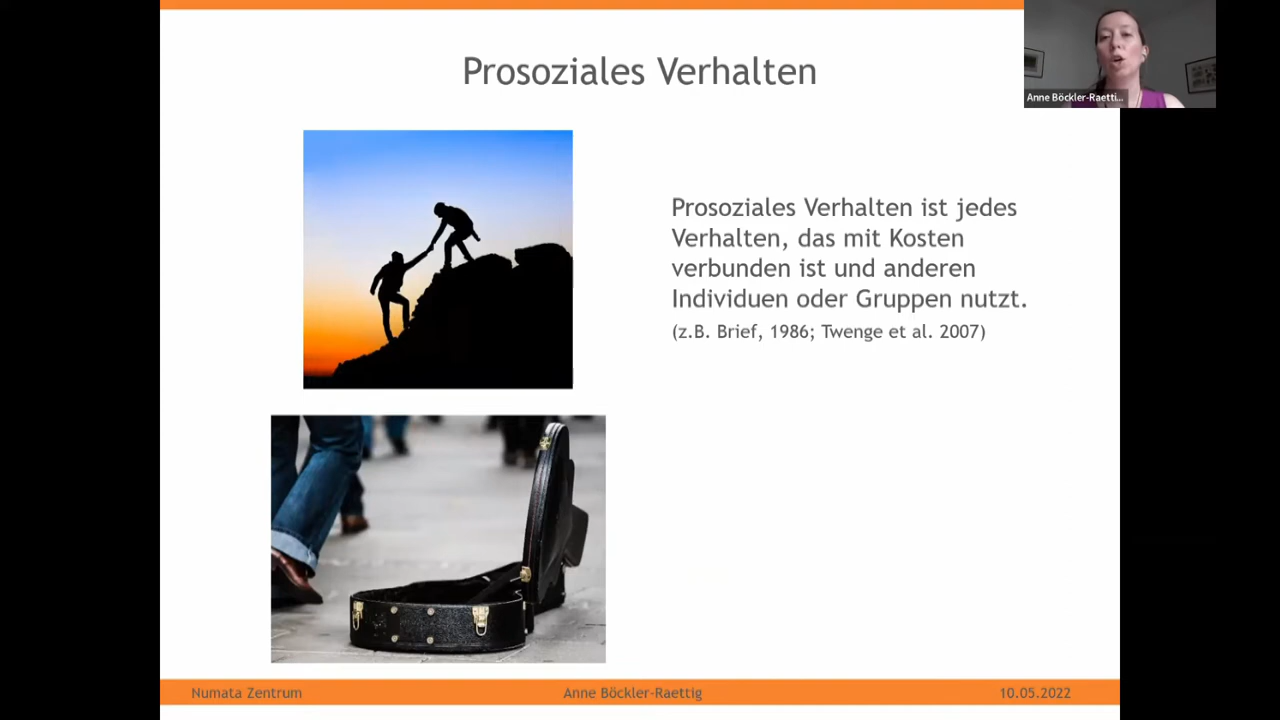 Prosoziales Verhalten
Anne Böckler-Raetti...
Prosoziales Verhalten ist jedes
Verhalten, das mit Kosten
verbunden ist und anderen
Individuen oder Gruppen nutzt.
(z.B. Brief, 1986; Twenge et al. 2007)
Numata Zentrum
Anne Böckler-Raettig
10.05.2022